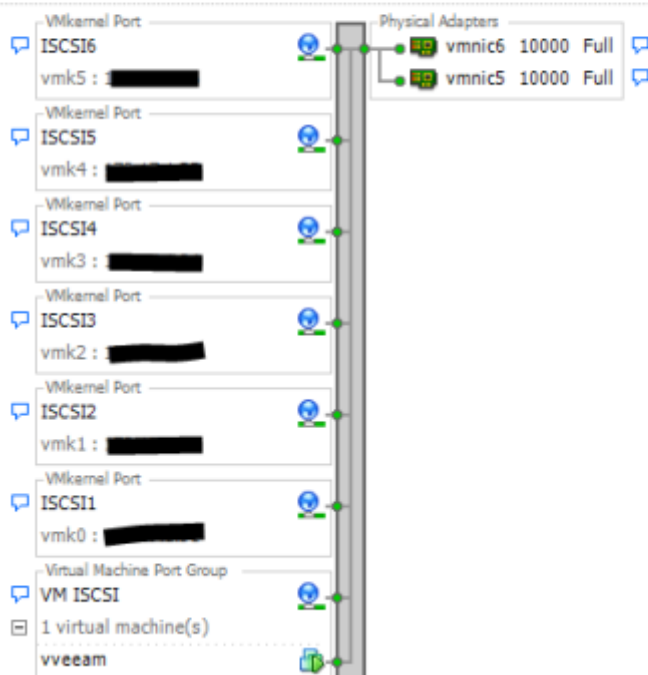 VMkernel Port
ISCSI6
vmk5 :
VMkernel Port
ISCSI5
vmk4 :
VMkernel Port
ISCSI4
vmk3 :
VMkernel Port
ISCSI3
vmk2 :
VMkernel Port
ISCSI2
vmk1 :
VMkernel Port
ISCSI1
vmk0 :
Virtual Machine Port Group
VM ISCSI
1 virtual machine(s)
vveeam
Physical Adapters
vmnic6 10000 Full
vmnic5 10000 Full